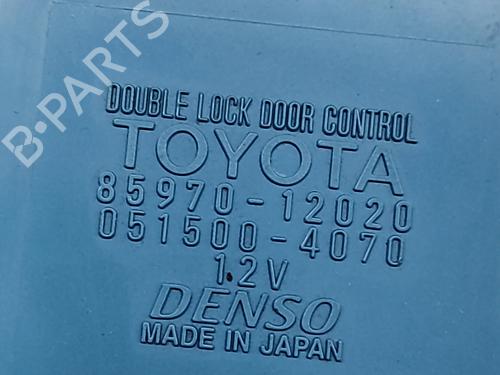 B-PARTS
DOUBLE LOCK DOOR CONTROL
TOYOTA
85970-12020
051500-4070
12V
DENSO
MADE IN JAPAN